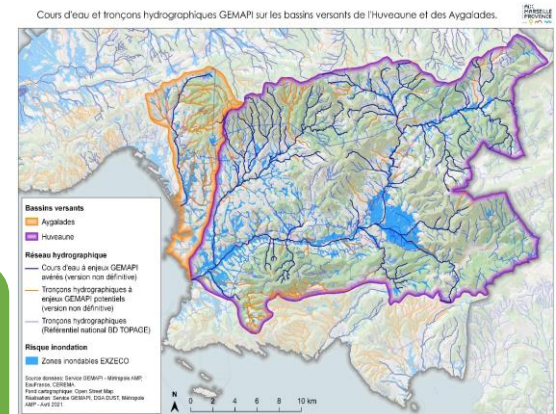 Cours d'eau et tronçons hydrographiques GEMAPI sur les bassins versants de l'Huveaune et des Aygalades.
AIX
MARSEILLE
PROVENCE
Bassins versants
Aygalades
Huveaune
Réseau hydrographique
Cours d'eau à enjeux GEMAPI
avérés (version non définitive)
Tronçons hydrographiques à
enjeux GEMAPI potentiels
(version non définitive)
Tronçons hydrographiques
(Référentiel national BD TOPAGE)
Risque inondation
Zones inondables EXZECO
Source données: Service GEMAPI - Métropole AMP,
EauFrance, CEREMA.
Fond cartographique: Open Street Map
Réalisation: Service GEMAPI, DGA DUST, Métropole
AMP - Avril 2021
N
0 2 4 6 8 10 km